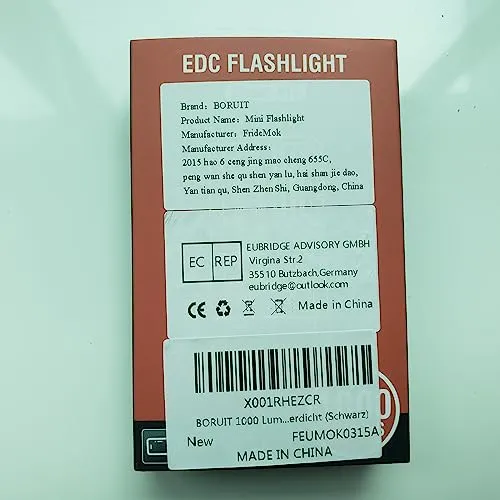 EDC FLASHLIGHT
Brand: BORUIT
Product Name: Mini Flashlight
Manufacturer: FrideMok
Manufacturer Address:
2015 hao 6 ceng jing mao cheng 655C,
peng wan she qu shen yan lu, hai shan jie dao,
Yan tian qu, Shen Zhen Shi, Guangdong, China
EC REP
EUBRIDGE ADVISORY GMBH
Virgina Str.2
35510 Butzbach,Germany
eubridge@outlook.com
CE
Made in China
X001RHEZCR
BORUIT 1000 Lum...erdicht (Schwarz)
New
FEUMOK0315AS
MADE IN CHINA